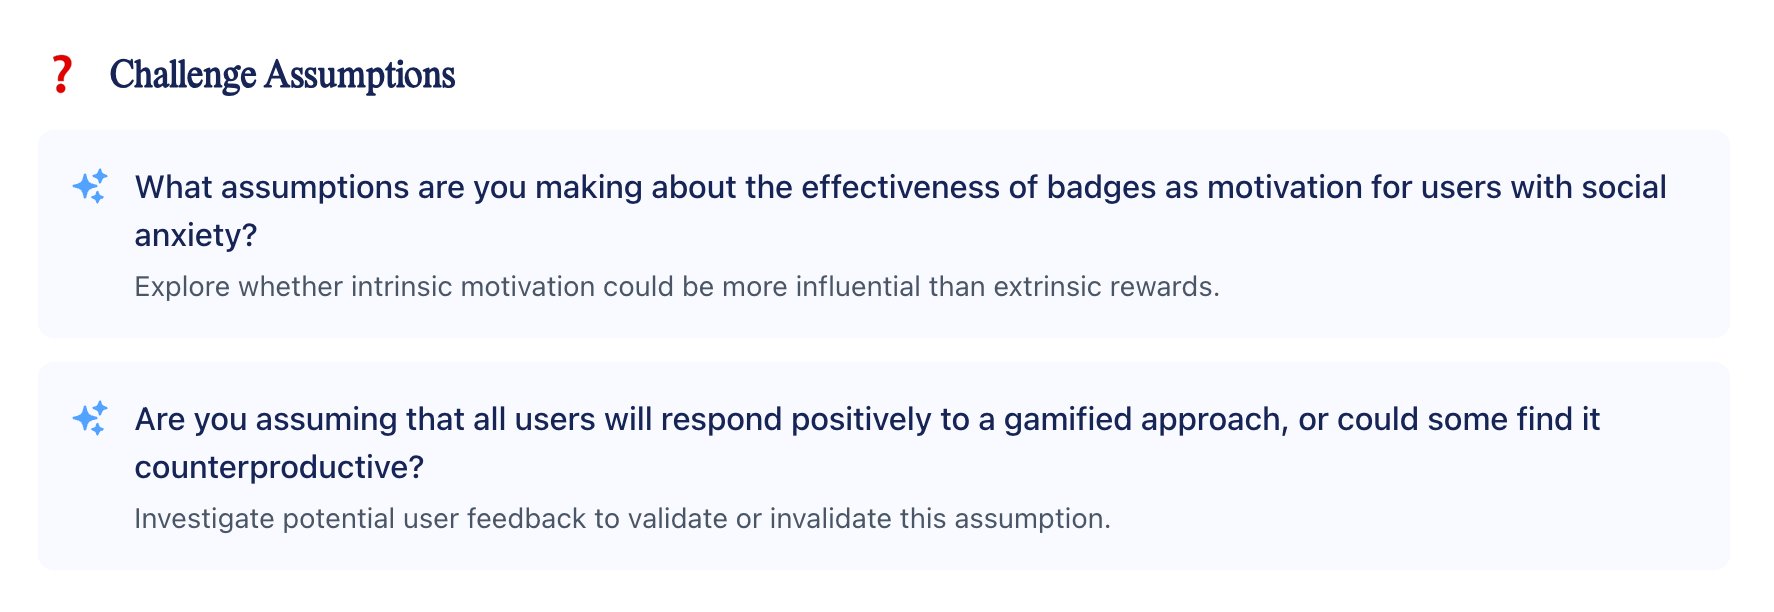 ❓ Challenge Assumptions
What assumptions are you making about the effectiveness of badges as motivation for users with social
anxiety?
Explore whether intrinsic motivation could be more influential than extrinsic rewards.
Are you assuming that all users will respond positively to a gamified approach, or could some find it
counterproductive?
Investigate potential user feedback to validate or invalidate this assumption.